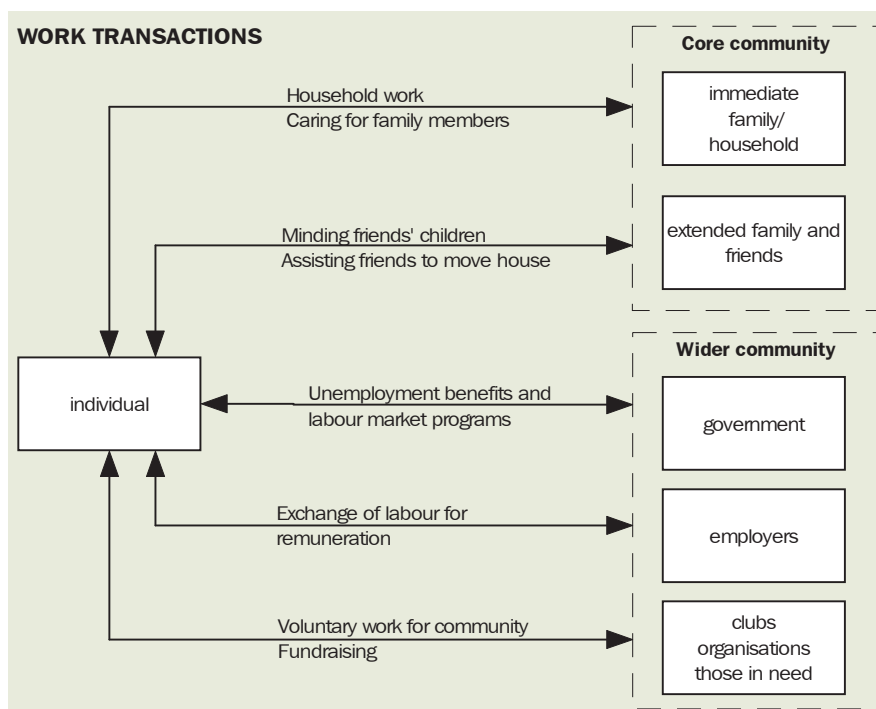 WORK TRANSACTIONS
Core community
Household work
Caring for family members
immediate
family/
household
Minding friends' children
Assisting friends to move house
extended family and
friends
Wider community
individual
Unemployment benefits and
labour market programs
government
Exchange of labour for
remuneration
employers
Voluntary work for community
Fundraising
clubs
organisations
those in need